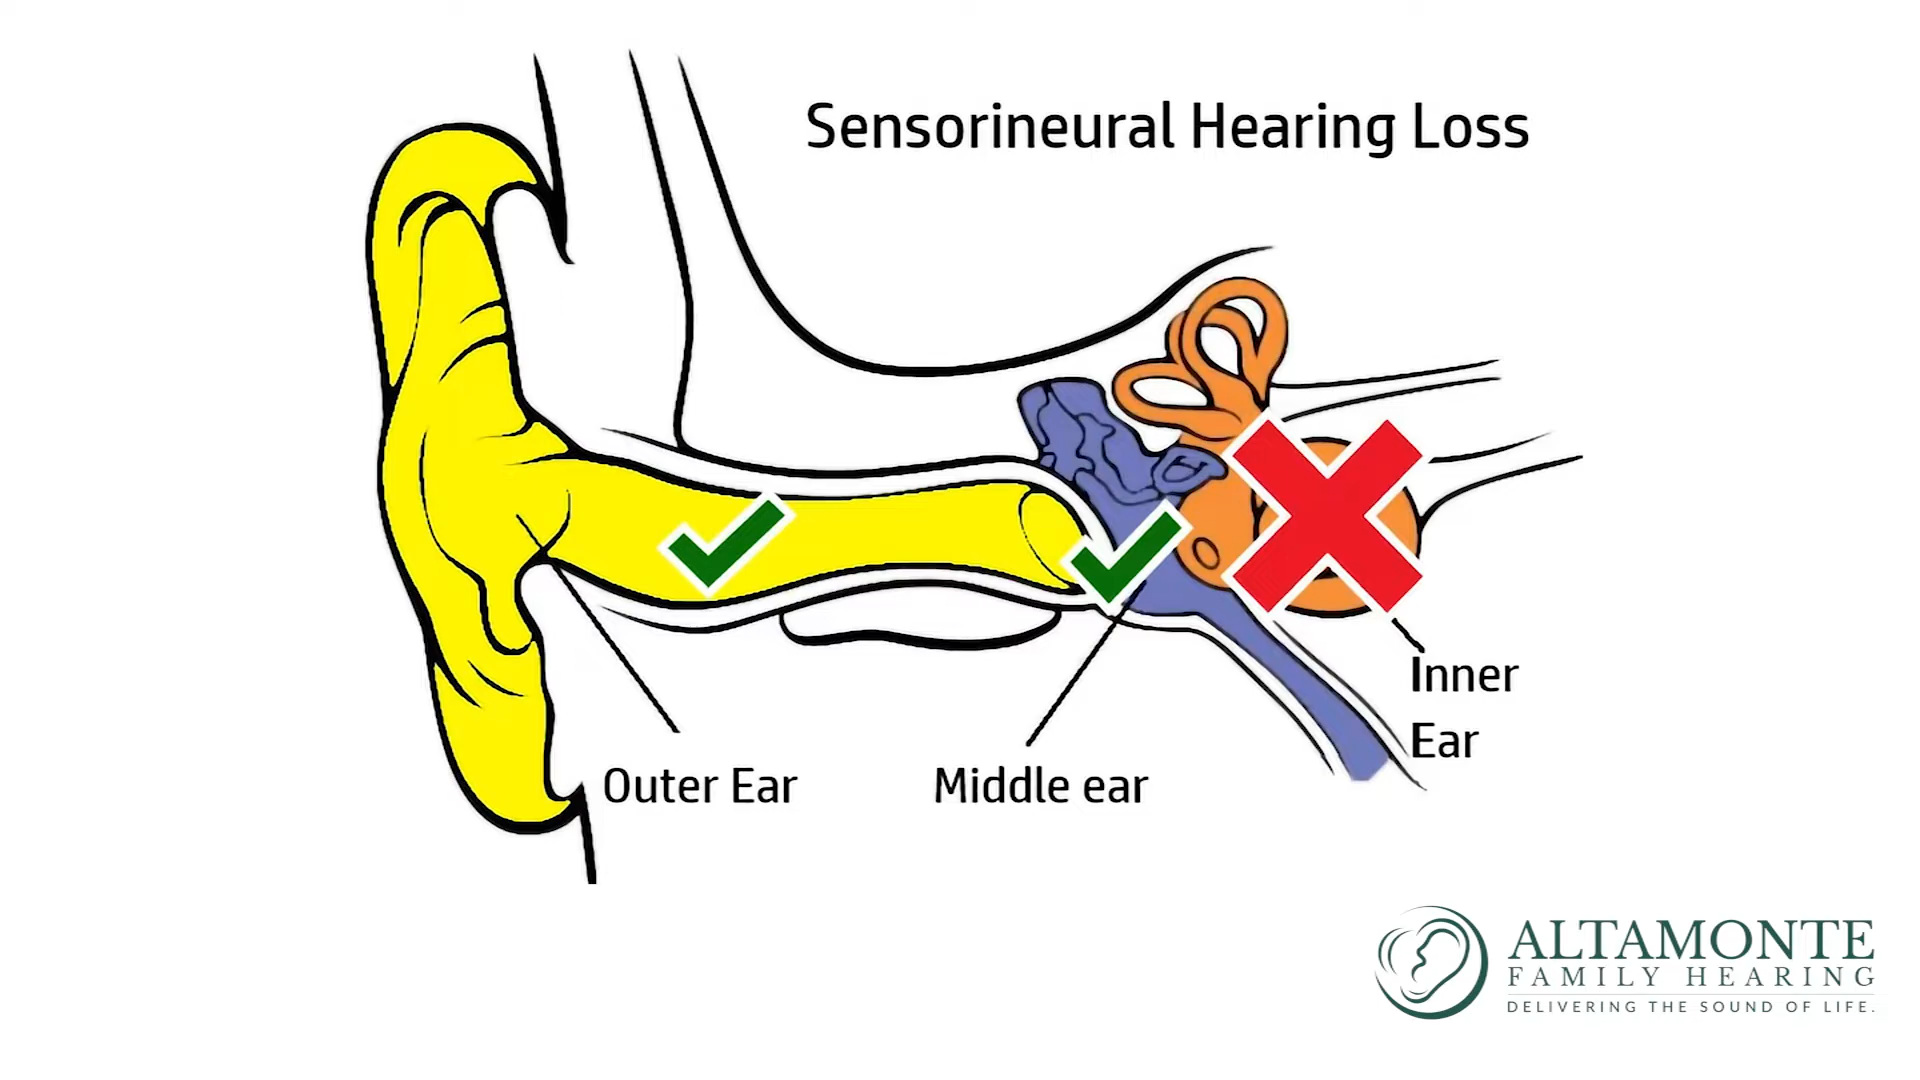 Sensorineural Hearing Loss
Outer Ear
Middle ear
Inner
Ear
ALTAMONTE
FAMILY HEARING
DELIVERING THE SOUND OF LIFE.